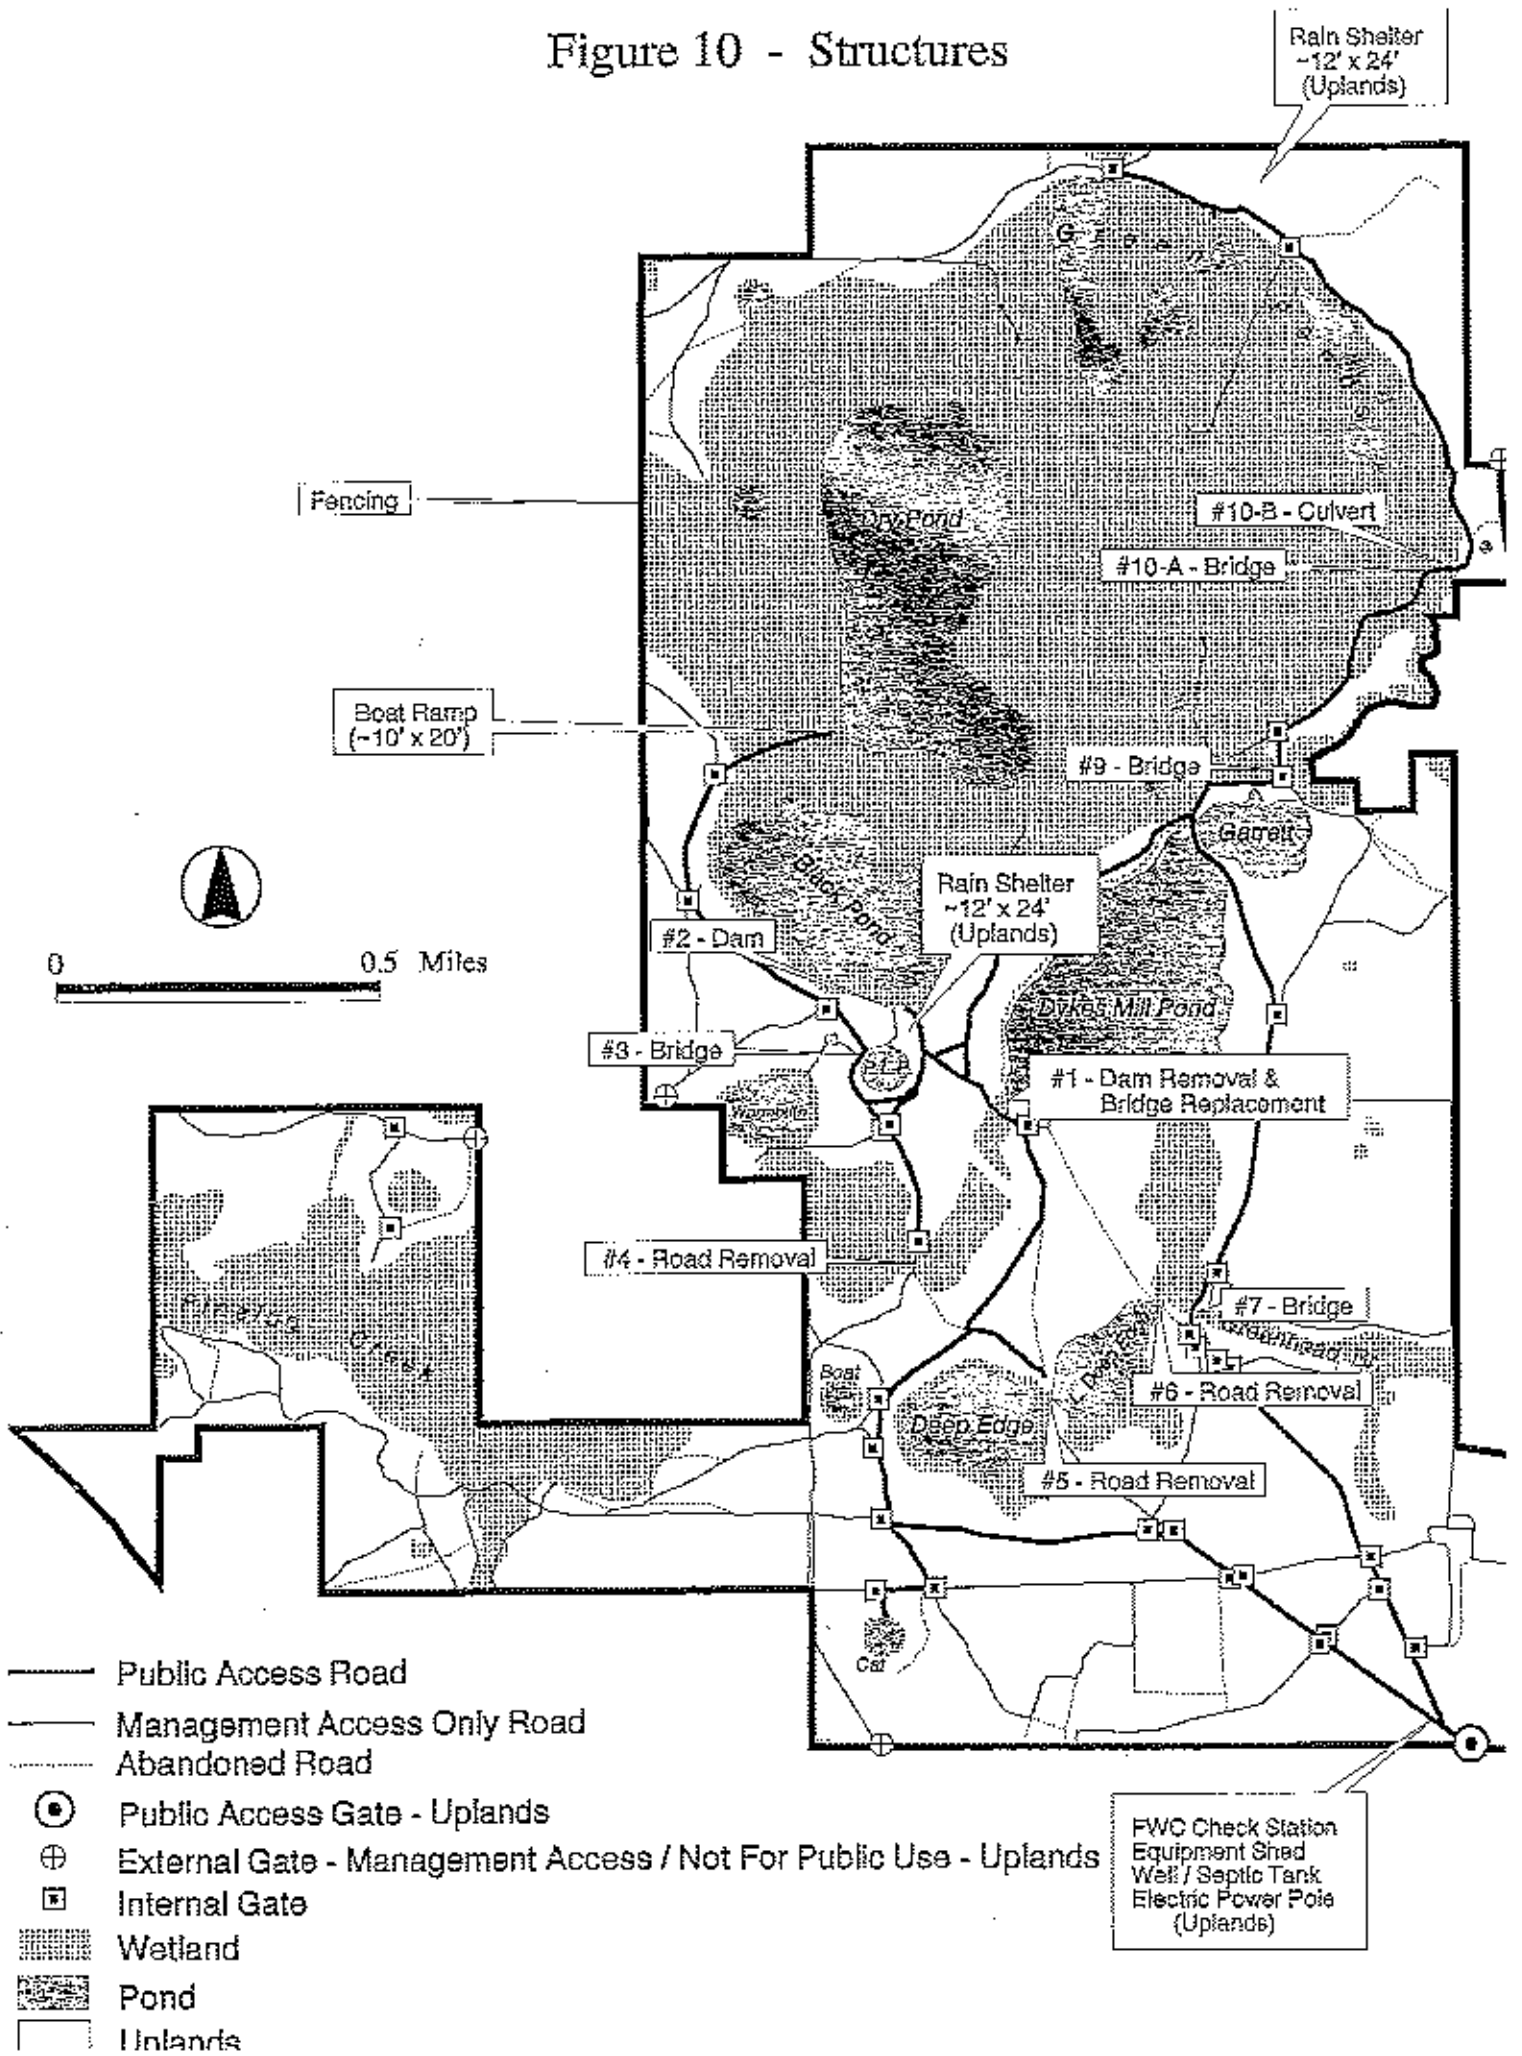 Figure 10 - Structures
Rain Shelter
~12' x 24'
(Uplands)
Green
Fencing
Dry Pond
#10-B - Culvert
#10-A - Bridge
Boat Ramp
(~10' x 20')
#9 - Bridge
Garrett
Black Pond
Rain Shelter
~12' x 24'
(Uplands)
#2 - Dam
0 0.5 Miles
Dykes Mill Pond
#3 - Bridge
#1 - Dam Removal &
Bridge Replacement
#4 - Road Removal
#7 - Bridge
Pinelog Creek
Boat
#6 - Road Removal
Deep Edge
#5 - Road Removal
Cat
Public Access Road
Management Access Only Road
Abandoned Road
Public Access Gate - Uplands
External Gate - Management Access / Not For Public Use - Uplands
Internal Gate
Wetland
Pond
Uplands
FWC Check Station
Equipment Shed
Well / Septic Tank
Electric Power Pole
(Uplands)